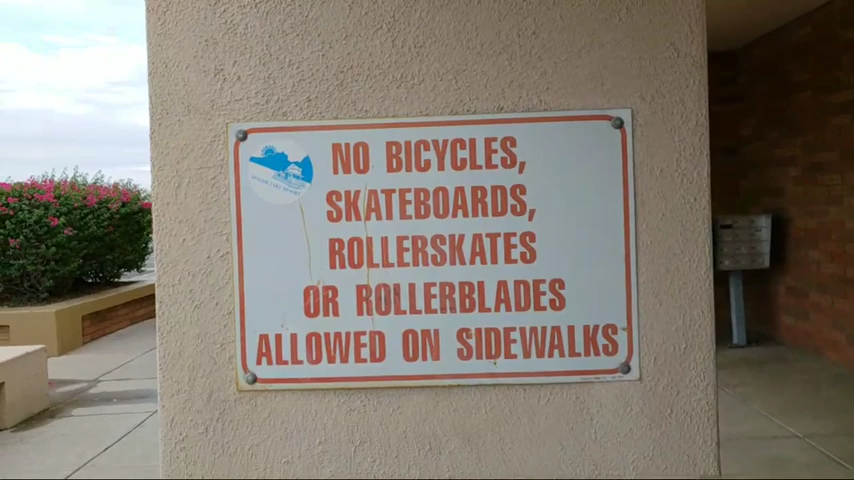 NO BICYCLES,
SKATEBOARDS,
ROLLERSKATES
OR ROLLERBLADES
ALLOWED ON SIDEWALKS